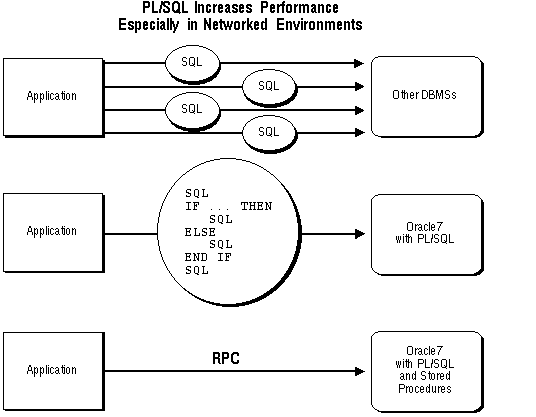 PL/SQL Increases Performance
Especially in Networked Environments
Application
SQL
SQL
SQL
SQL
Other DBMSs
Application
SQL
IF ... THEN
SQL
ELSE
SQL
END IF
SQL
Oracle7
with PL/SQL
Application
RPC
Oracle7
with PL/SQL
and Stored
Procedures